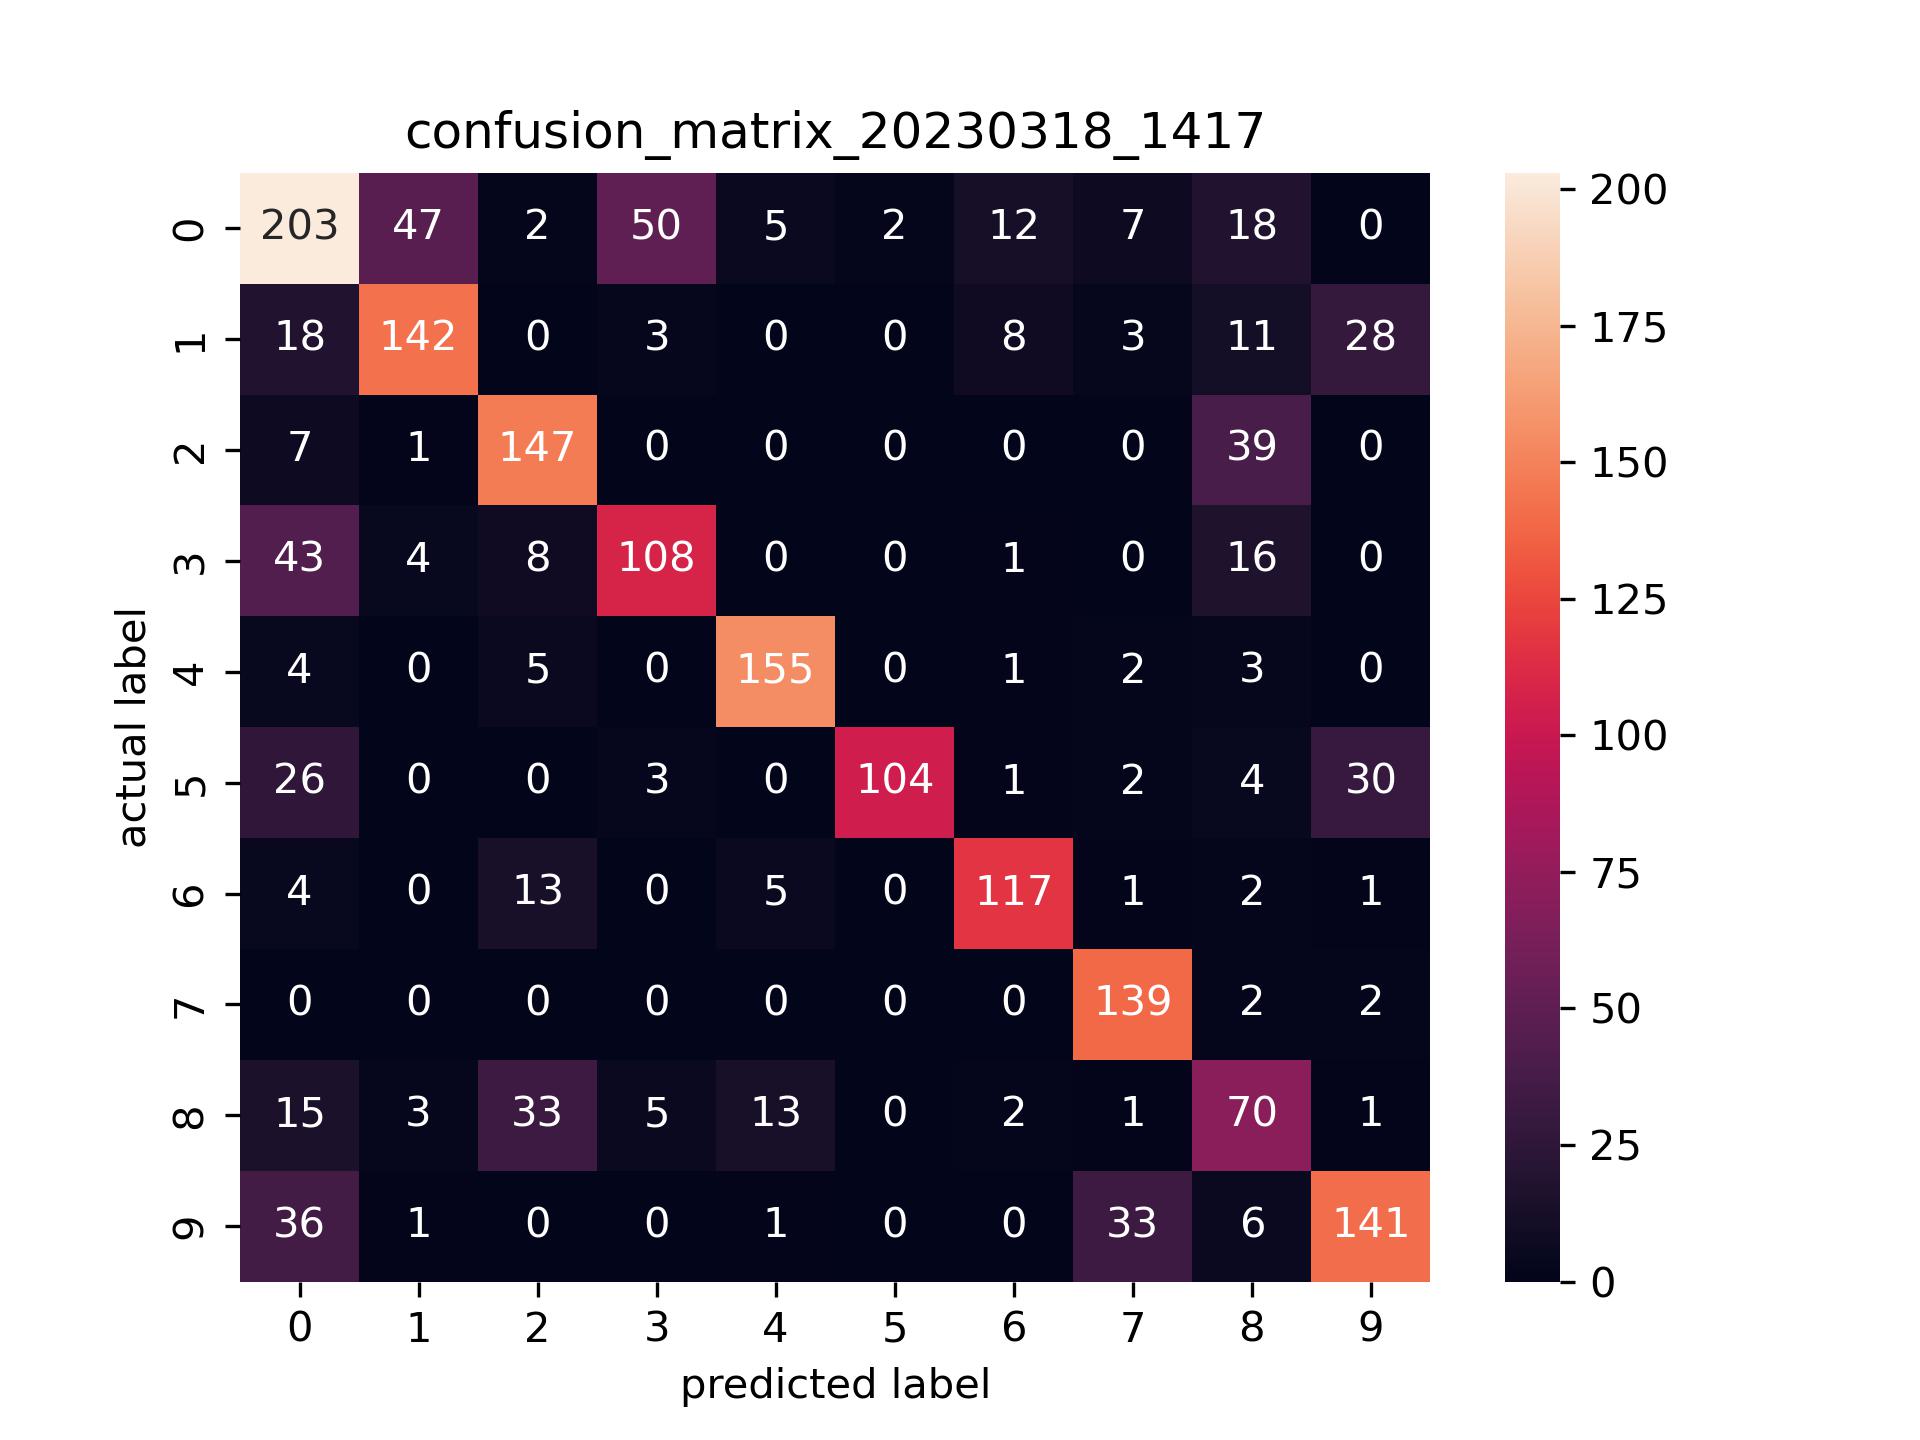 confusion_matrix_20230318_1417
0 203 47 2 50 5 2 12 7 18 0
1 18 142 0 3 0 0 8 3 11 28
2 7 1 147 0 0 0 0 0 39 0
3 43 4 8 108 0 0 1 0 16 0
4 4 0 5 0 155 0 1 2 3 0
5 26 0 0 3 0 104 1 2 4 30
6 4 0 13 0 5 0 117 1 2 1
7 0 0 0 0 0 0 0 139 2 2
8 15 3 33 5 13 0 2 1 70 1
9 36 1 0 0 1 0 0 33 6 141
0 1 2 3 4 5 6 7 8 9
predicted label
actual label
200
175
150
125
100
75
50
25
0